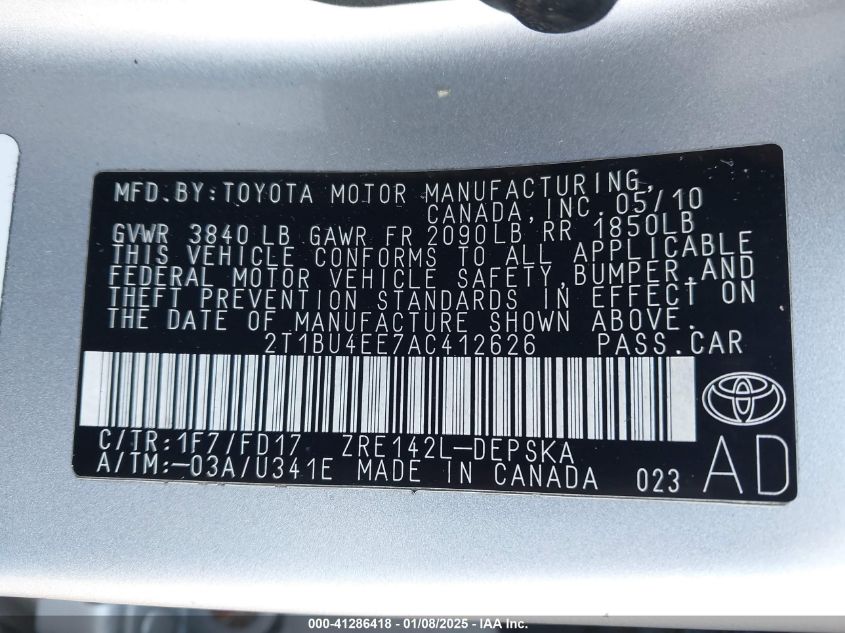 MFD.BY:TOYOTA MOTOR MANUFACTURING,
CANADA,INC. 05/10
GVWR 3840 LB GAWR FR 2090LB RR 1850LB
THIS VEHICLE CONFORMS TO ALL APPLICABLE
FEDERAL MOTOR VEHICLE SAFETY,BUMPER,AND
THEFT PREVENTION STANDARDS IN EFFECT ON
THE DATE OF MANUFACTURE SHOWN ABOVE.
2T1BU4EE7AC412626 PASS.CAR
C/TR:1F7/FD17 ZRE142L-DEPSKA
A/TM:-03A/U341E MADE IN CANADA 023
AD
000-41286418 - 01/08/2025 - IAA Inc.